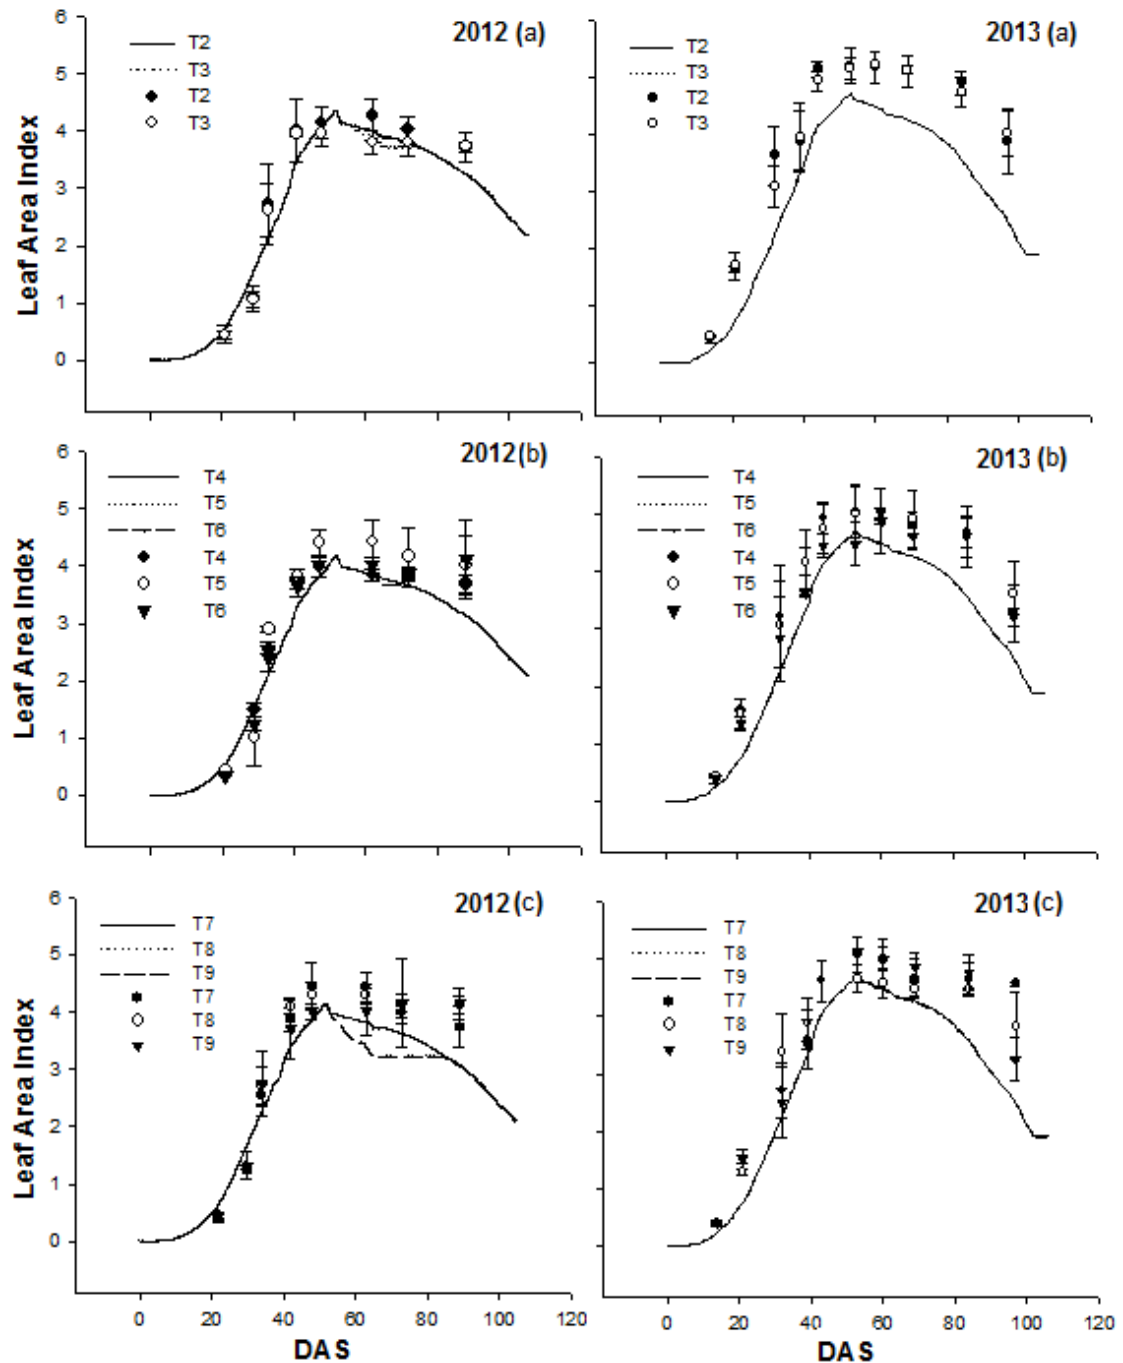 2012 (a)
6
5
4
3
2
1
0
Leaf Area Index
T2
T3
T2
T3
2013 (a)
T2
T3
T2
T3
2012 (b)
6
5
4
3
2
1
0
Leaf Area Index
T4
T5
T6
T4
T5
T6
2013 (b)
T4
T5
T6
T4
T5
T6
2012 (c)
6
5
4
3
2
1
0
Leaf Area Index
T7
T8
T9
T7
T8
T9
0 20 40 60 80 100 120
DAS
2013 (c)
T7
T8
T9
T7
T8
T9
0 20 40 60 80 100 120
DAS